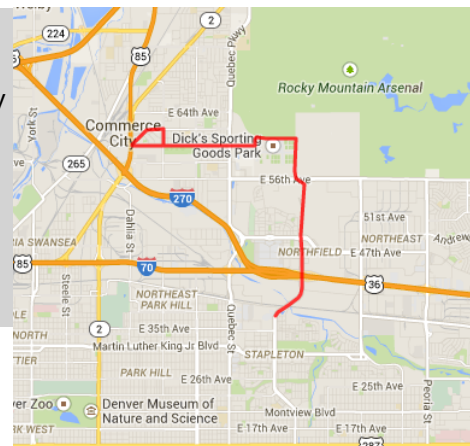 224
2
85
Quebec Pkwy
Rocky Mountain Arsenal
York St
E 64th Ave
Commerce
City
Dick's Sporting
Goods Park
265
E 56th Ave
270
51st Ave
Dahlia St
NORTHFIELD
NORTHEAST
E 47th Ave
85
70
36
Steele St
NORTHEAST
PARK HILL
2
E 35th Ave
Quebec St
Martin Luther King Jr Blvd
STAPLETON
PARK HILL
E 26th Ave
E 25th Ave
Peoria St
Denver Museum of
Nature and Science
Montview Blvd
E 17th Ave
E 17th Ave
287